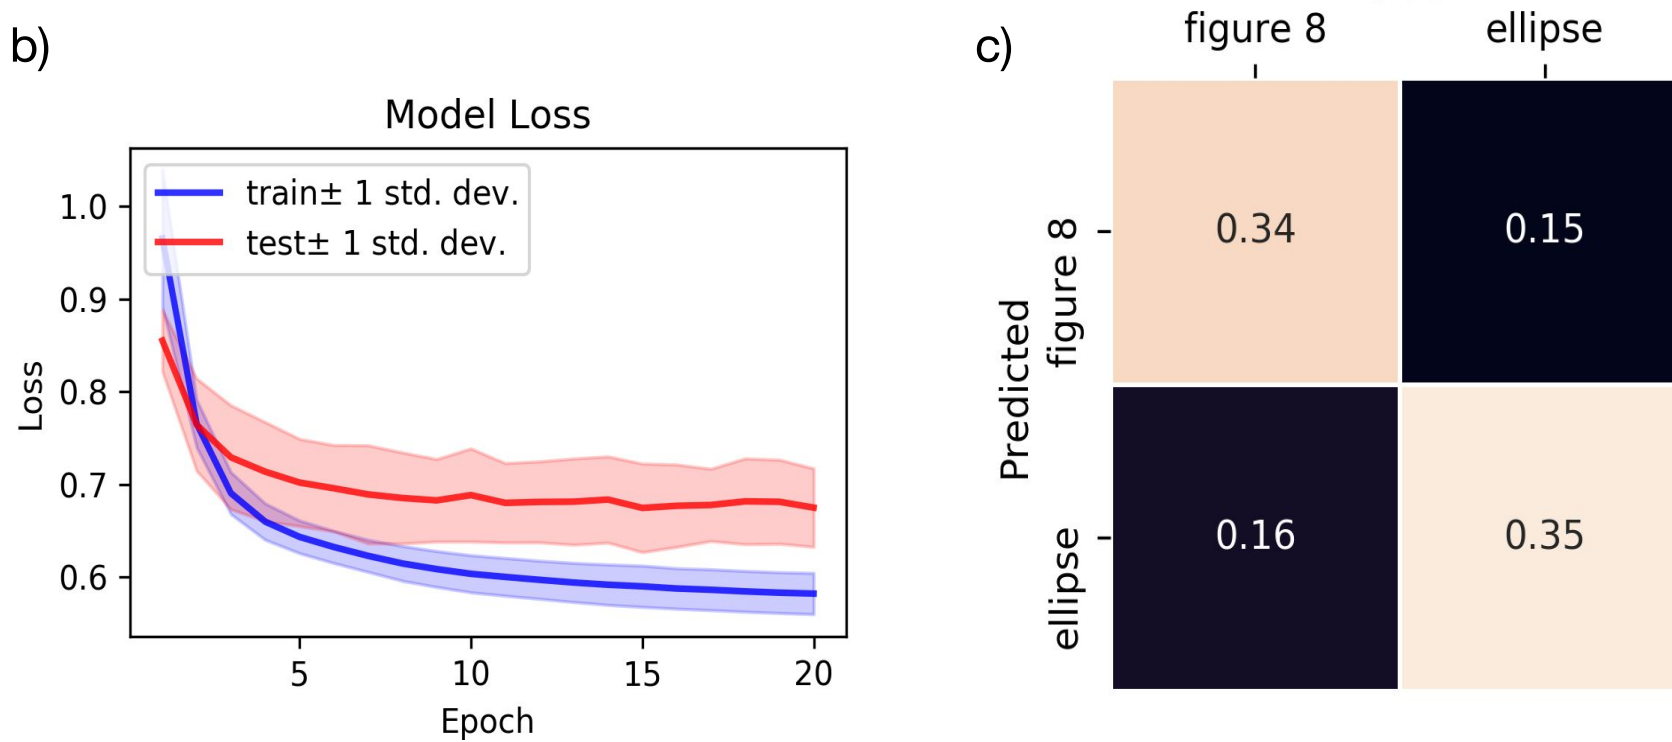 b)
Model Loss
train± 1 std. dev.
test± 1 std. dev.
Loss
1.0
0.9
0.8
0.7
0.6
5 10 15 20
Epoch
c)
figure 8 ellipse
Predicted
figure 8
ellipse
0.34 0.15
0.16 0.35